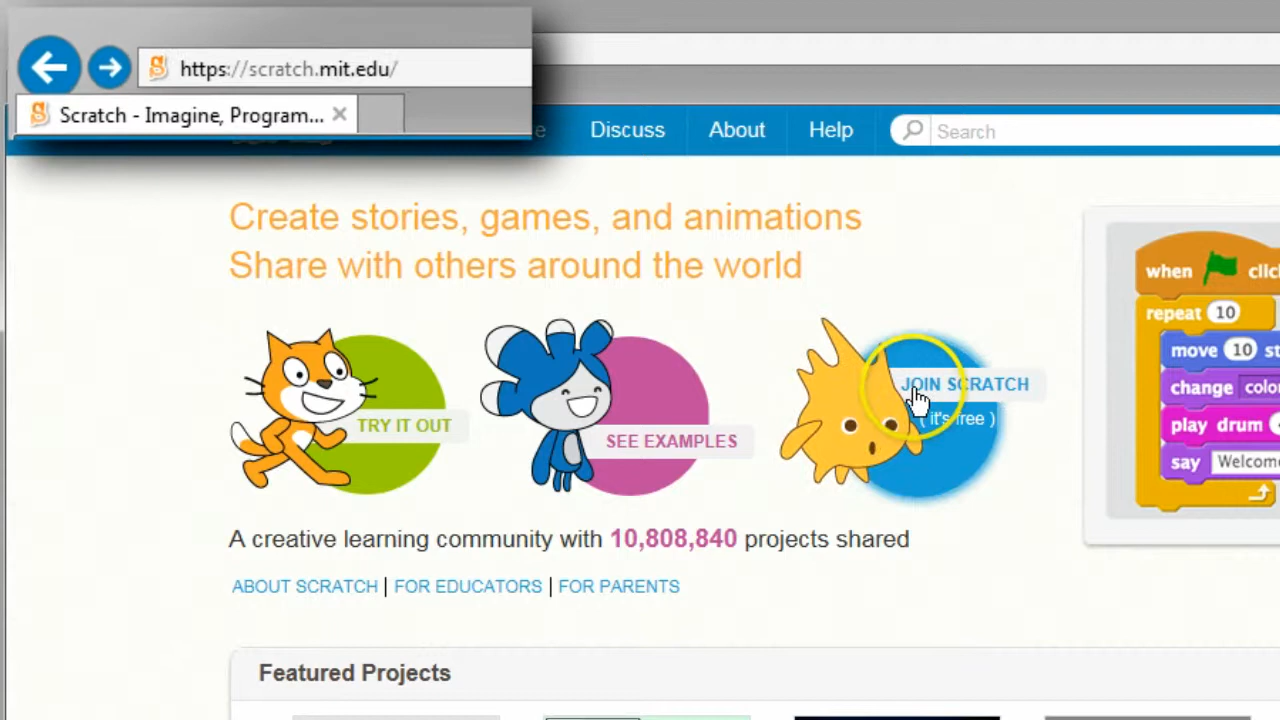 https://scratch.mit.edu/
Scratch - Imagine, Program...
Discuss About Help Search
Create stories, games, and animations
Share with others around the world
TRY IT OUT
SEE EXAMPLES
JOIN SCRATCH
( it's free )
when
repeat 10
move 10
change
play drum
say Welcome
A creative learning community with 10,808,840 projects shared
ABOUT SCRATCH | FOR EDUCATORS | FOR PARENTS
Featured Projects